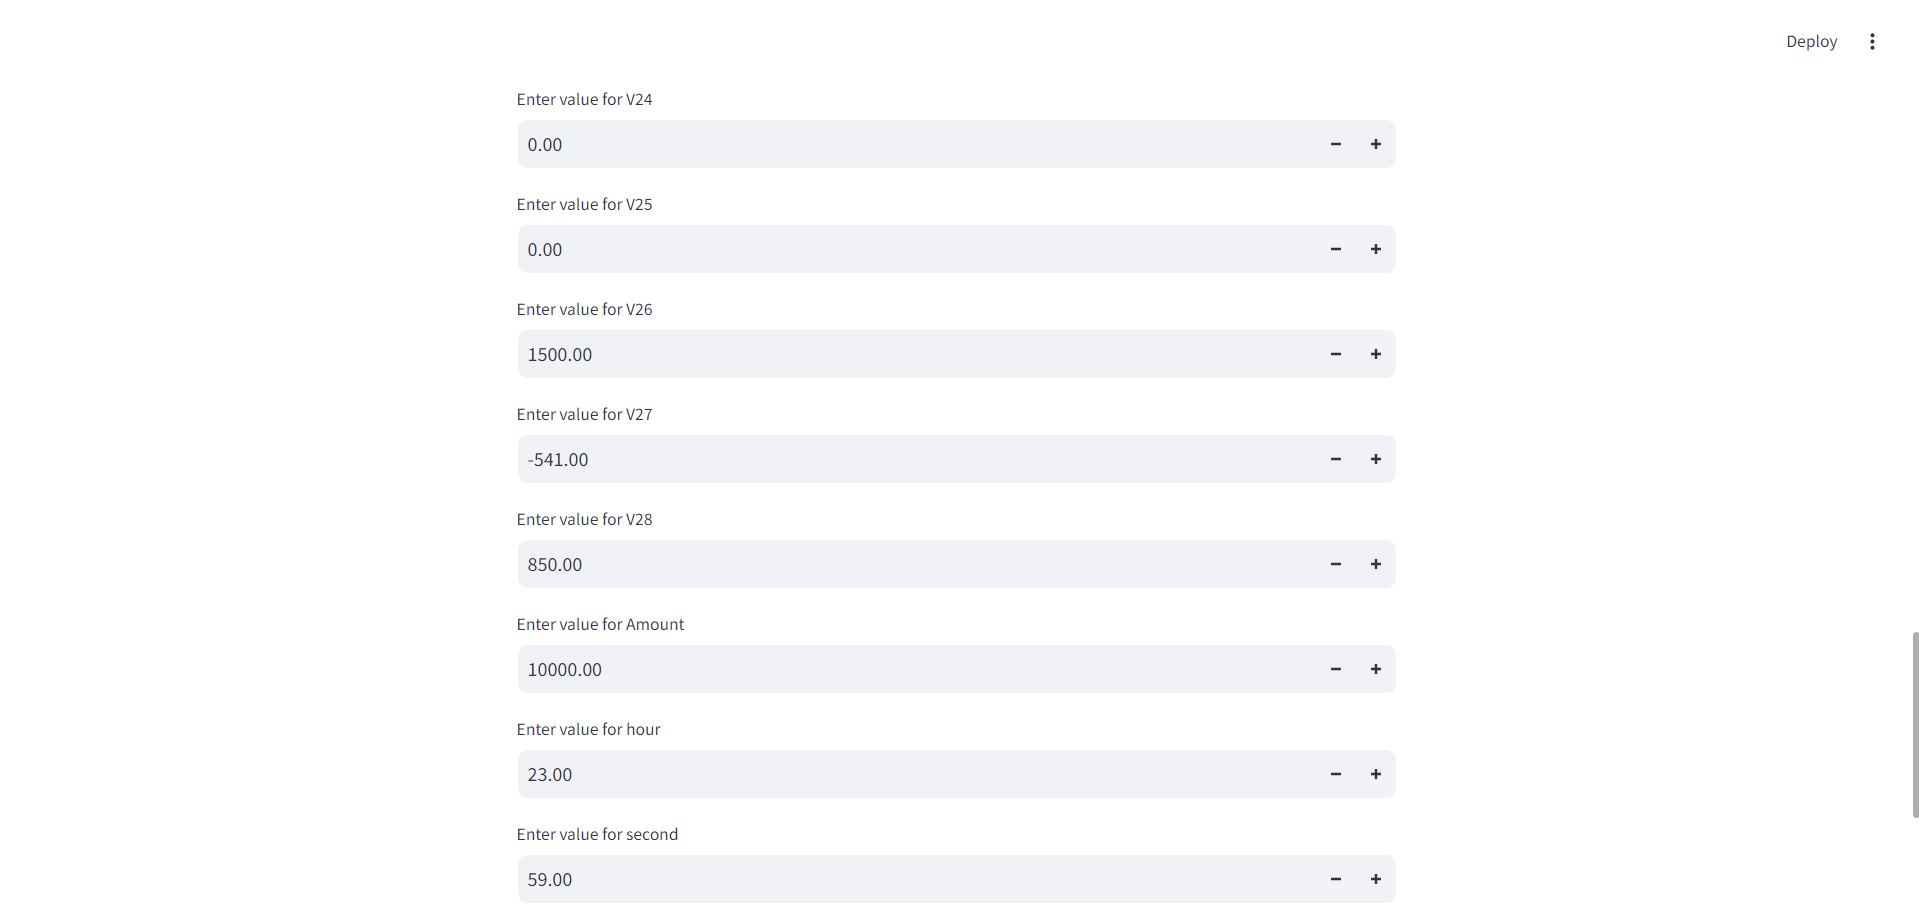 Deploy
Enter value for V24
0.00
Enter value for V25
0.00
Enter value for V26
1500.00
Enter value for V27
-541.00
Enter value for V28
850.00
Enter value for Amount
10000.00
Enter value for hour
23.00
Enter value for second
59.00